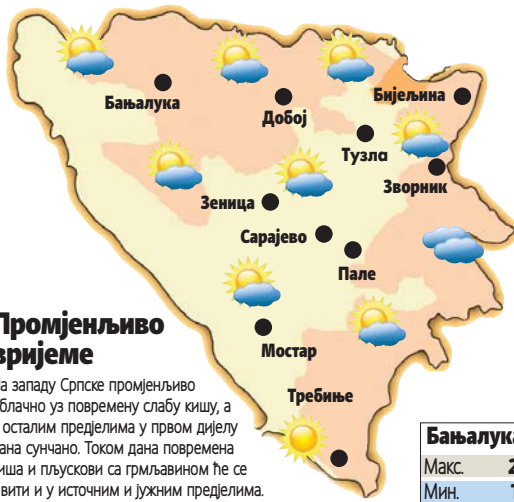 Бањалука
Добој
Бијељина
Тузла
Зворник
Зеница
Сарајево
Пале
Мостар
Требиње
Промјенљиво
вријеме
западу Српске промјенљиво
блачно уз повремену слабу кишу, а
осталим предјелима у првом дијелу
ана сунчано. Током дана повремена
иша и пљускови са грмљавином ће се
вити и у источним и јужним предјелима.
Бањалука
Макс.
Мин.